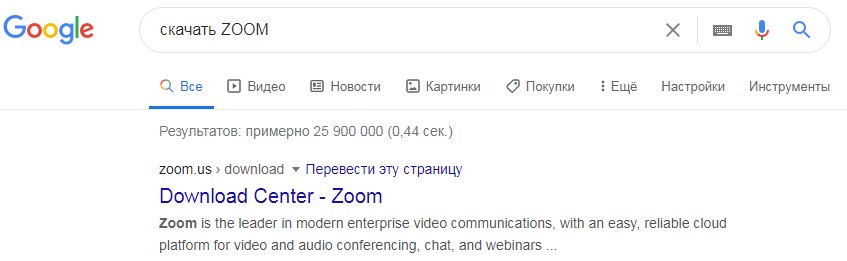 Google скачать ZOOM
Все Видео Новости Картинки Покупки Ещё Настройки Инструменты
Результатов: примерно 25 900 000 (0,44 сек.)
zoom.us › download Перевести эту страницу
Download Center - Zoom
Zoom is the leader in modern enterprise video communications, with an easy, reliable cloud
platform for video and audio conferencing, chat, and webinars ...